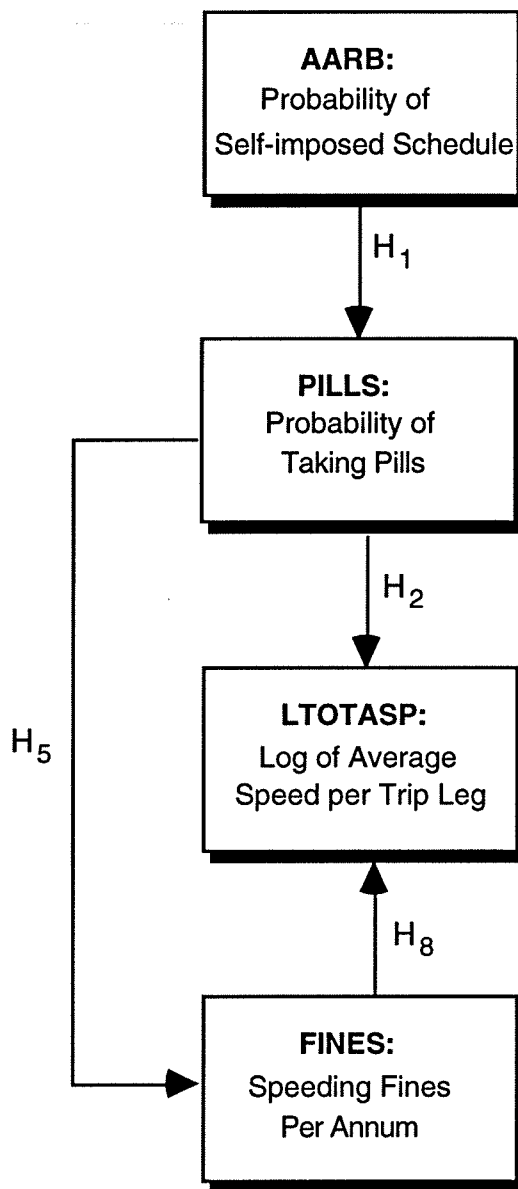 AARB:
Probability of
Self-imposed Schedule
H1
PILLS:
Probability of
Taking Pills
H2
LTOTASP:
Log of Average
Speed per Trip Leg
H5
H8
FINES:
Speeding Fines
Per Annum